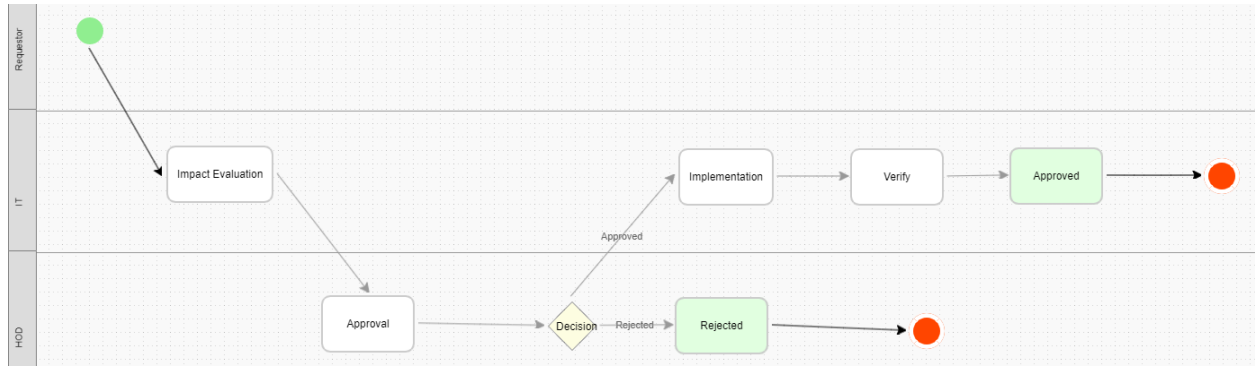 Requestor
IT
Impact Evaluation
Implementation
Verify
Approved
Approved
HOD
Approval
Decision
Rejected
Rejected